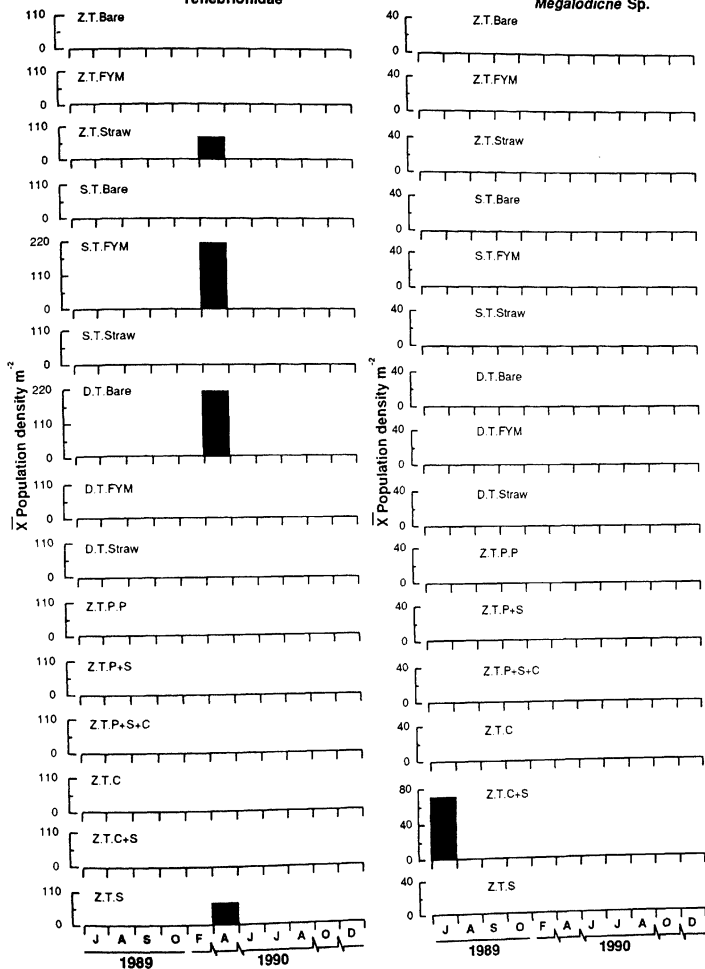 Tenebrionidae
110
0
Z.T.Bare
110
0
Z.T.FYM
110
0
Z.T.Straw
110
0
S.T.Bare
220
110
0
S.T.FYM
110
0
S.T.Straw
220
110
0
D.T.Bare
110
0
D.T.FYM
110
0
D.T.Straw
110
0
Z.T.P.P
110
0
Z.T.P+S
110
0
Z.T.P+S+C
110
0
Z.T.C
110
0
Z.T.C+S
110
0
Z.T.S
X Population density m-2
J A S O F A J J A O D
1989 1990
Megalodicne Sp.
40
0
Z.T.Bare
40
0
Z.T.FYM
40
0
Z.T.Straw
40
0
S.T.Bare
40
0
S.T.FYM
40
0
S.T.Straw
40
0
D.T.Bare
40
0
D.T.FYM
40
0
D.T.Straw
40
0
Z.T.P.P
40
0
Z.T.P+S
40
0
Z.T.P+S+C
40
0
Z.T.C
80
40
0
Z.T.C+S
40
0
Z.T.S
X Population density m-2
J A S O F A J J A O D
1989 1990